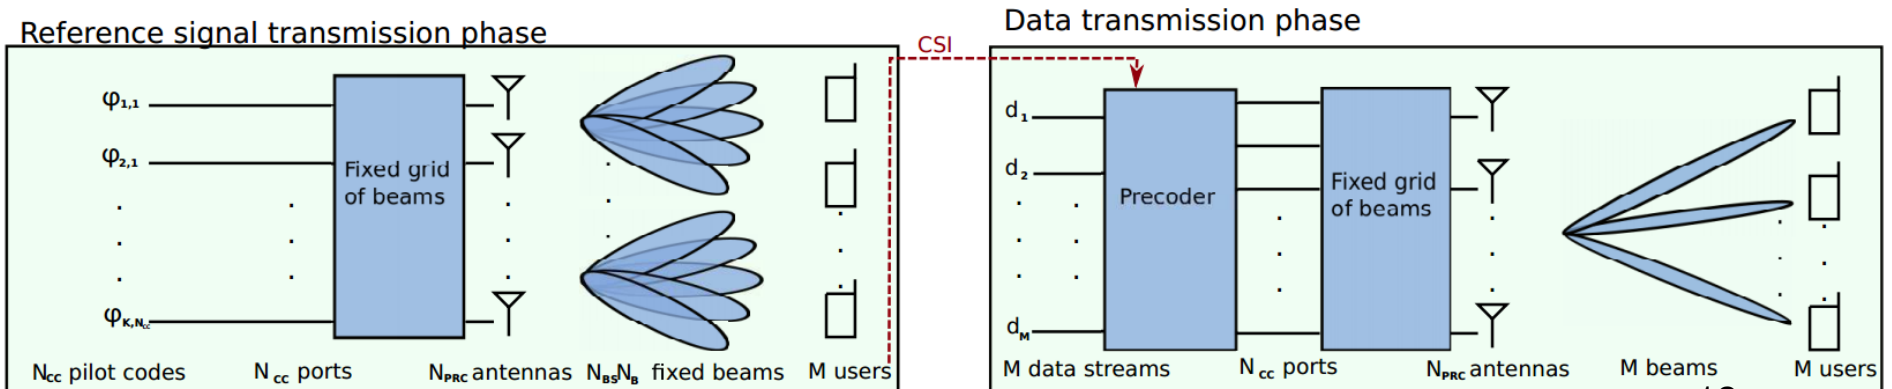 Reference signal transmission phase
φ1,1
φ2,1
φK,Ncc
Fixed grid
of beams
NCC pilot codes
N CC ports
NPRC antennas
NBSNB fixed beams
M users
CSI
Data transmission phase
d1
d2
dM
Precoder
Fixed grid
of beams
M data streams
N CC ports
NPRC antennas
M beams
M users